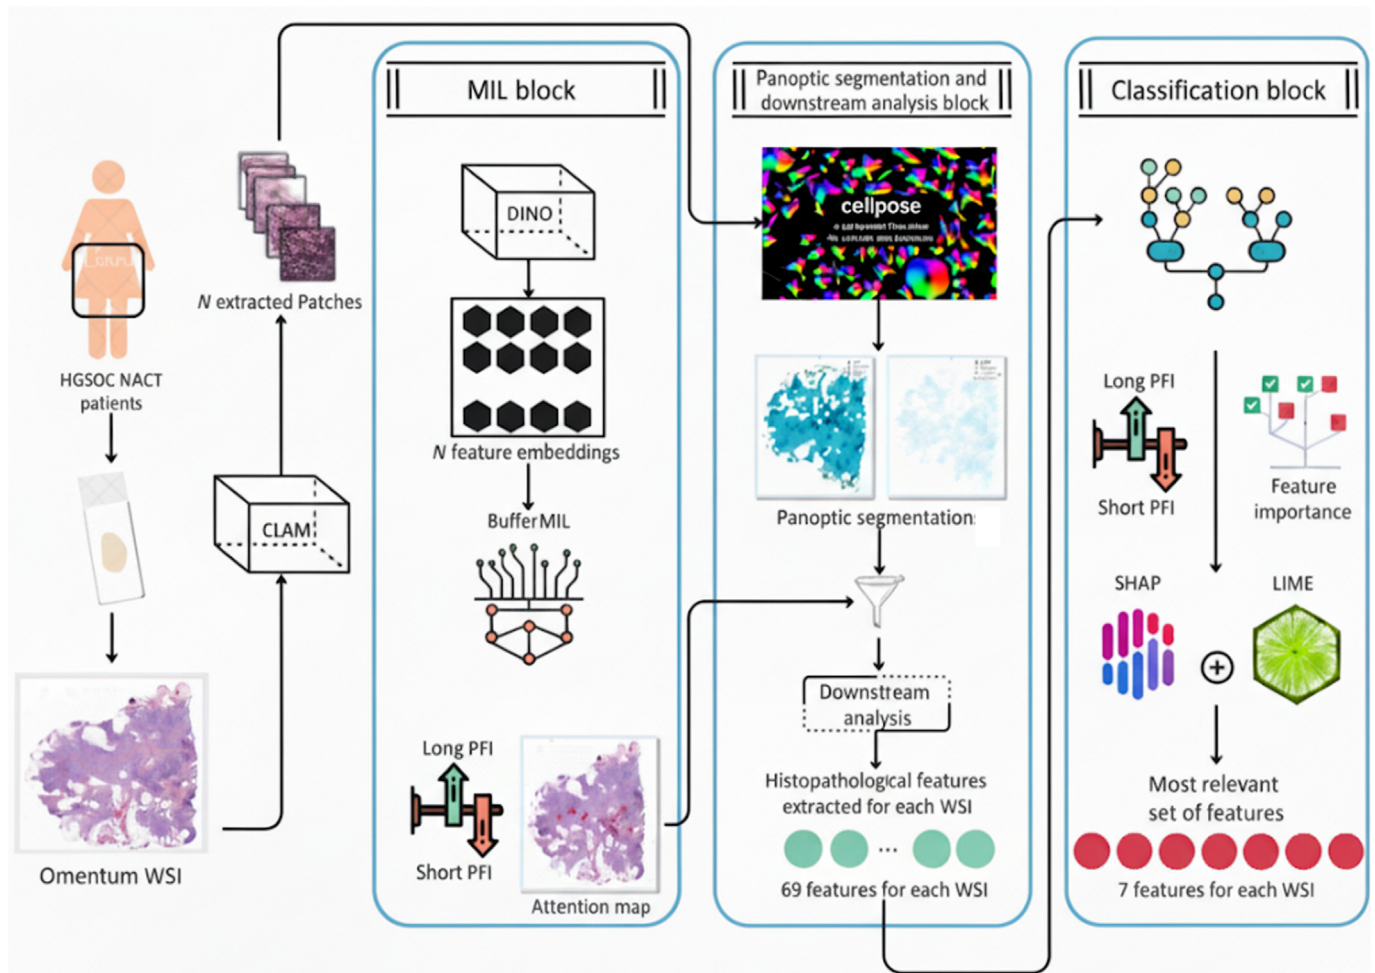 HGSOC NACT
patients
Omentum WSI
CLAM
N extracted Patches
MIL block
DINO
N feature embeddings
BufferMIL
Long PFI
Short PFI
Attention map
Panoptic segmentation and
downstream analysis block
cellpose
Panoptic segmentation:
Downstream
analysis
Histopathological features
extracted for each WSI
...
69 features for each WSI
Classification block
Long PFI
Short PFI
Feature
importance
SHAP
LIME
Most relevant
set of features
7 features for each WSI